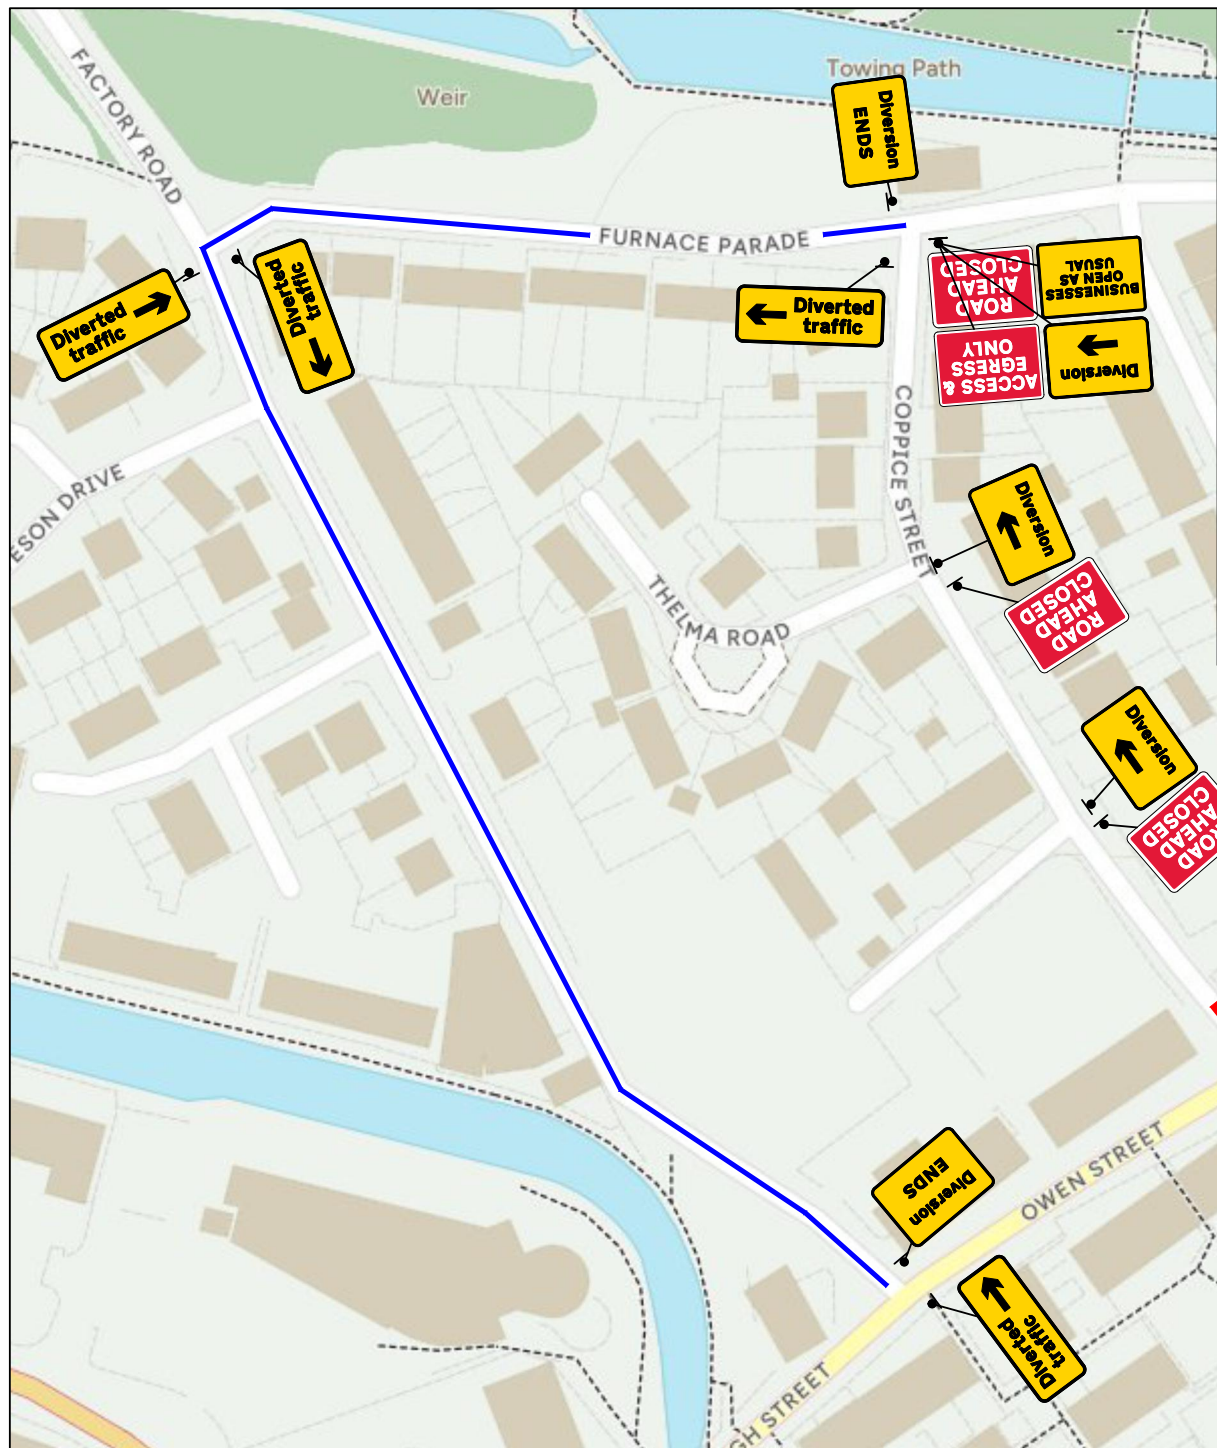 Towing Path
Weir
FACTORY ROAD
Diversion
ENDS
FURNACE PARADE
Diverted
traffic
Diverted
traffic
Diverted
traffic
ROAD
AHEAD
CLOSED
BUSINESSES
OPEN AS
USUAL
ACCESS &
EGRESS
ONLY
Diversion
COPPICE STREET
ESON DRIVE
Diversion
ROAD
AHEAD
CLOSED
THELMA ROAD
Diversion
OAD
AHEAD
CLOSED
Diversion
ENDS
OWEN STREET
Diverted
traffic
GH STREET